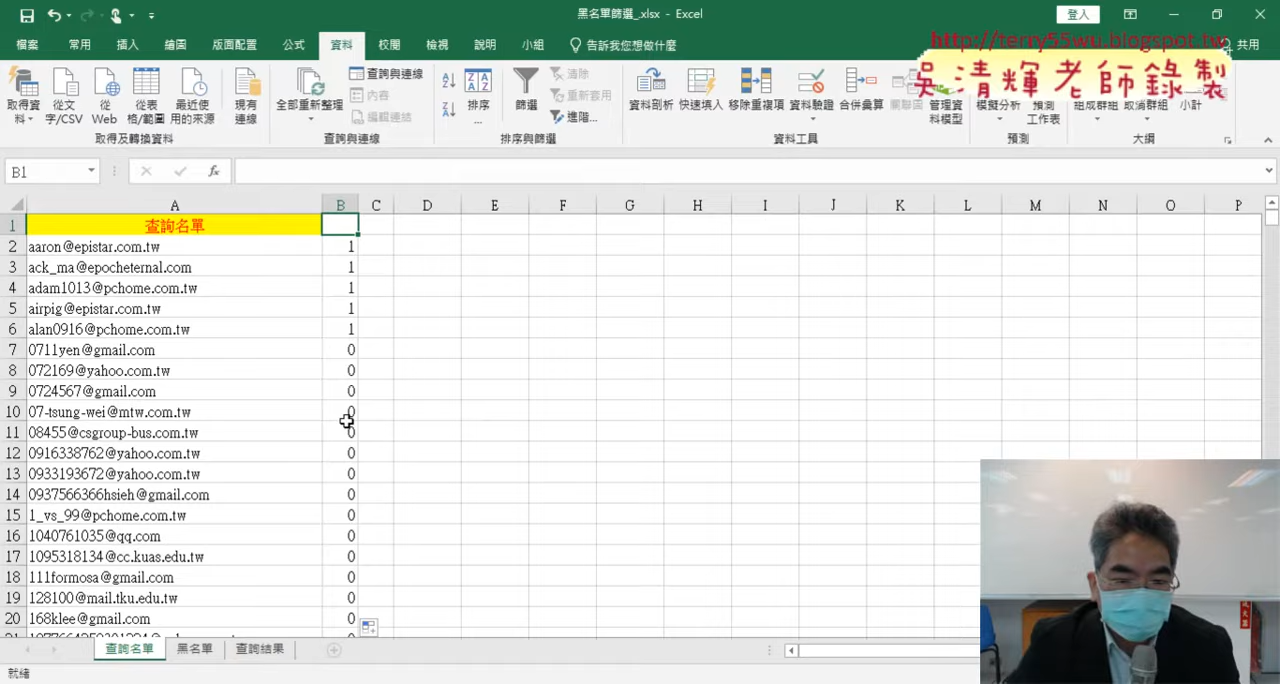 黑名單篩選_.xlsx - Excel
登入
檔案 常用 插入 繪圖 版面配置 公式 資料 校閱 檢視 說明 小組 告訴我您想做什麼 共用
http://terry55wu.blogspot.tw
吳清輝老師錄製
取得資料 從文字/CSV 從 Web 從表格/範圍 最近使用的來源 現有連線
取得及轉換資料
全部重新整理 查詢與連線 內容 編輯連結
查詢與連線
排序 篩選 清除 重新套用 進階...
排序與篩選
資料剖析 快速填入 移除重複項 資料驗證 合併彙算 管理資料模型
資料工具
模擬分析 預測工作表
預測
組成群組 取消群組 小計
大綱
B1 fx
A B C D E F G H I J K L M N O P
1 查詢名單
2 aaron@epistar.com.tw 1
3 ack_ma@epocheternal.com 1
4 adam1013@pchome.com.tw 1
5 airpig@epistar.com.tw 1
6 alan0916@pchome.com.tw 1
7 0711yen@gmail.com 0
8 072169@yahoo.com.tw 0
9 0724567@gmail.com 0
10 07-tsung-wei@mtw.com.tw 0
11 08455@csgroup-bus.com.tw 0
12 0916338762@yahoo.com.tw 0
13 0933193672@yahoo.com.tw 0
14 0937566366hsieh@gmail.com 0
15 1_vs_99@pchome.com.tw 0
16 1040761035@qq.com 0
17 1095318134@cc.kuas.edu.tw 0
18 111formosa@gmail.com 0
19 128100@mail.tku.edu.tw 0
20 168klee@gmail.com 0
查詢名單 黑名單 查詢結果
就緒